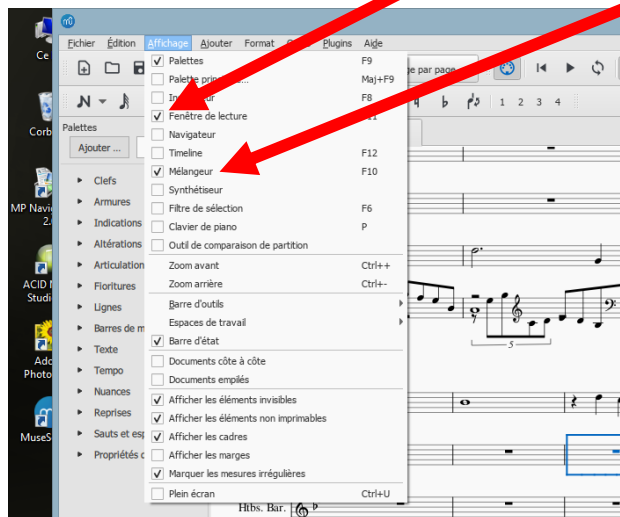 Ce
Corb
MP Navi
2.
ACID
Studi
Ado
Photo
MuseS
Fichier Édition Affichage Ajouter Format Plugins Aide
Palettes
Ajouter ...
Clefs
Armures
Indications
Altérations
Articulation
Fioritures
Lignes
Barres de m
Texte
Tempo
Nuances
Reprises
Sauts et esp
Propriétés
Palettes F9
Palette Maj+F9
F8
Fenêtre de lecture
Navigateur
Timeline F12
Mélangeur F10
Synthétiseur
Filtre de sélection F6
Clavier de piano P
Outil de comparaison de partition
Zoom avant Ctrl++
Zoom arrière Ctrl+-
Barre d'outils
Espaces de travail
Barre d'état
Documents côte à côte
Documents empilés
Afficher les éléments invisibles
Afficher les éléments non imprimables
Afficher les cadres
Afficher les marges
Marquer les mesures irrégulières
Plein écran Ctrl+U
ge par page
1 2 3 4
5
Htbs. Bar.